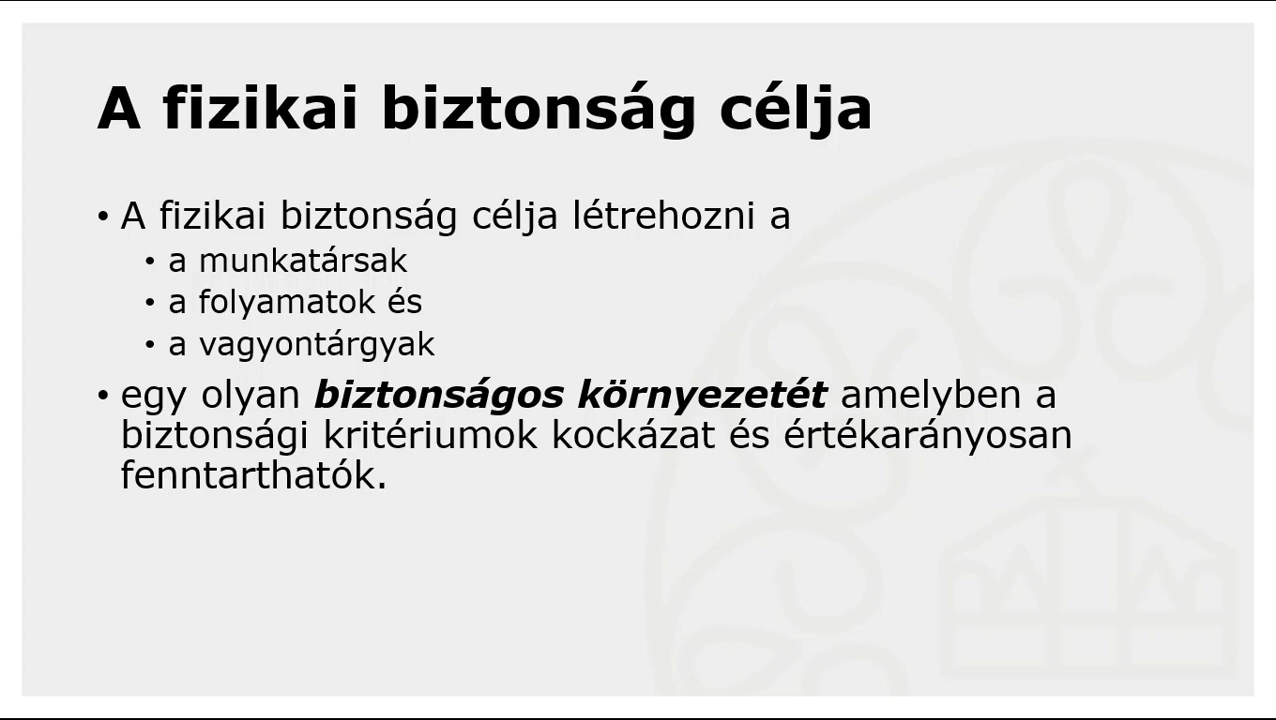 A fizikai biztonság célja
• A fizikai biztonság célja létrehozni a
• a munkatársak
• a folyamatok és
• a vagyontárgyak
• egy olyan biztonságos környezetét amelyben a
biztonsági kritériumok kockázat és értékarányosan
fenntarthatók.